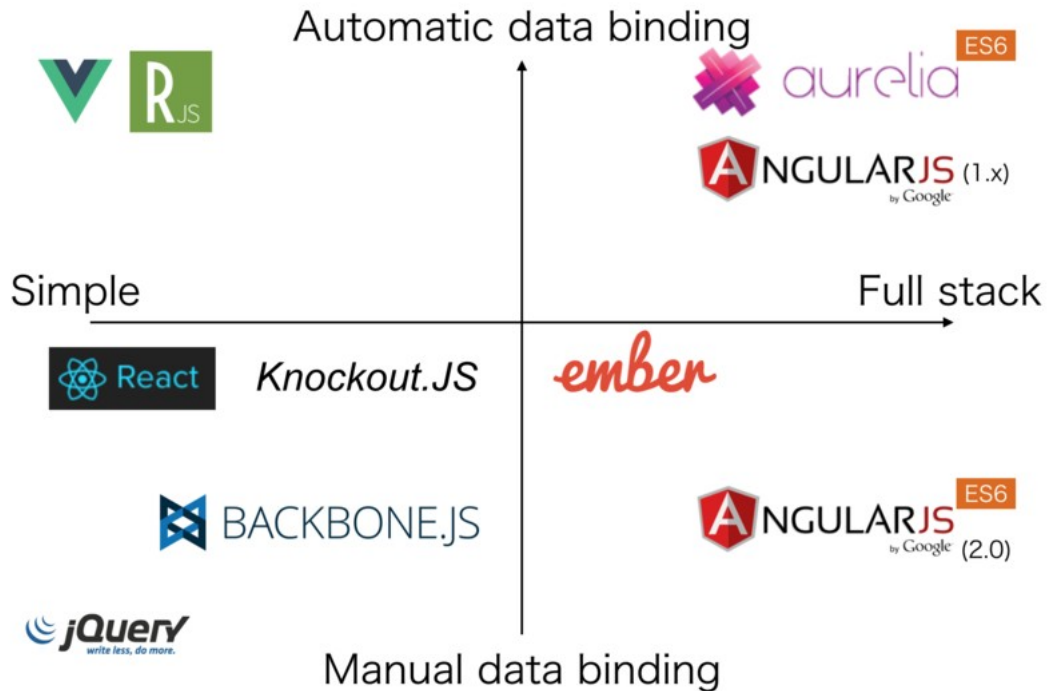 Automatic data binding
ES6
RJS
aurelia
ANGULARJS (1.x)
by Google
Simple
Full stack
React
Knockout.JS
ember
ES6
BACKBONE.JS
ANGULARJS
by Google (2.0)
jQuery
write less, do more.
Manual data binding